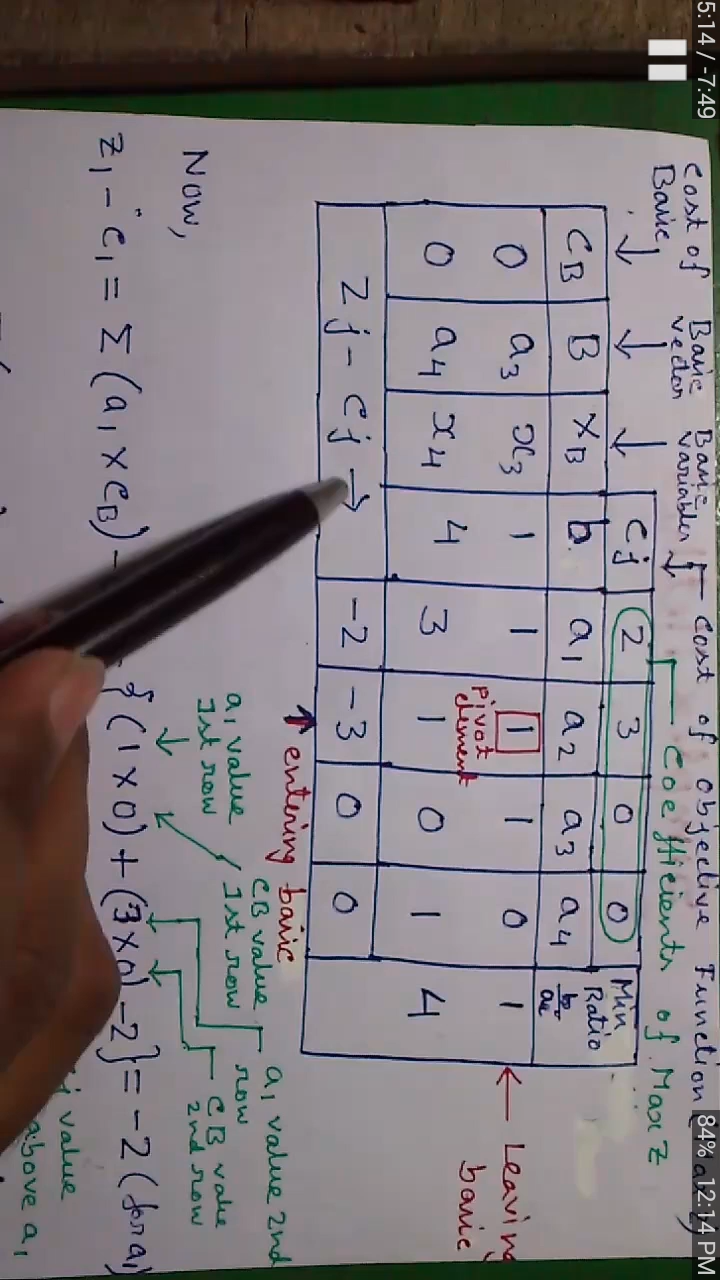 5:14 / -7:49
84% 12:14 PM
Cost of Basic Basic Cost of objective Function
Basic, vector variables
Coefficients of Max Z
Cj 2 3 0 0 Min
Ratio
CB B XB b a1 a2 a3 a4
0 a3 x3 1 1 1 1 0 1 ← Leaving
basic
pivot
element
0 a4 x4 4 3 1 0 1 4
Zj - Cj → -2 -3 0 0
↑ entering basic
Now,
a1 value
1st row
CB value
1st row
a1 value 2nd
row
CB value
2nd row
Z1 - C1 = Σ (a1 × CB) - {(1×0) + (3×0) - 2} = -2 (for a1)
value
above a1